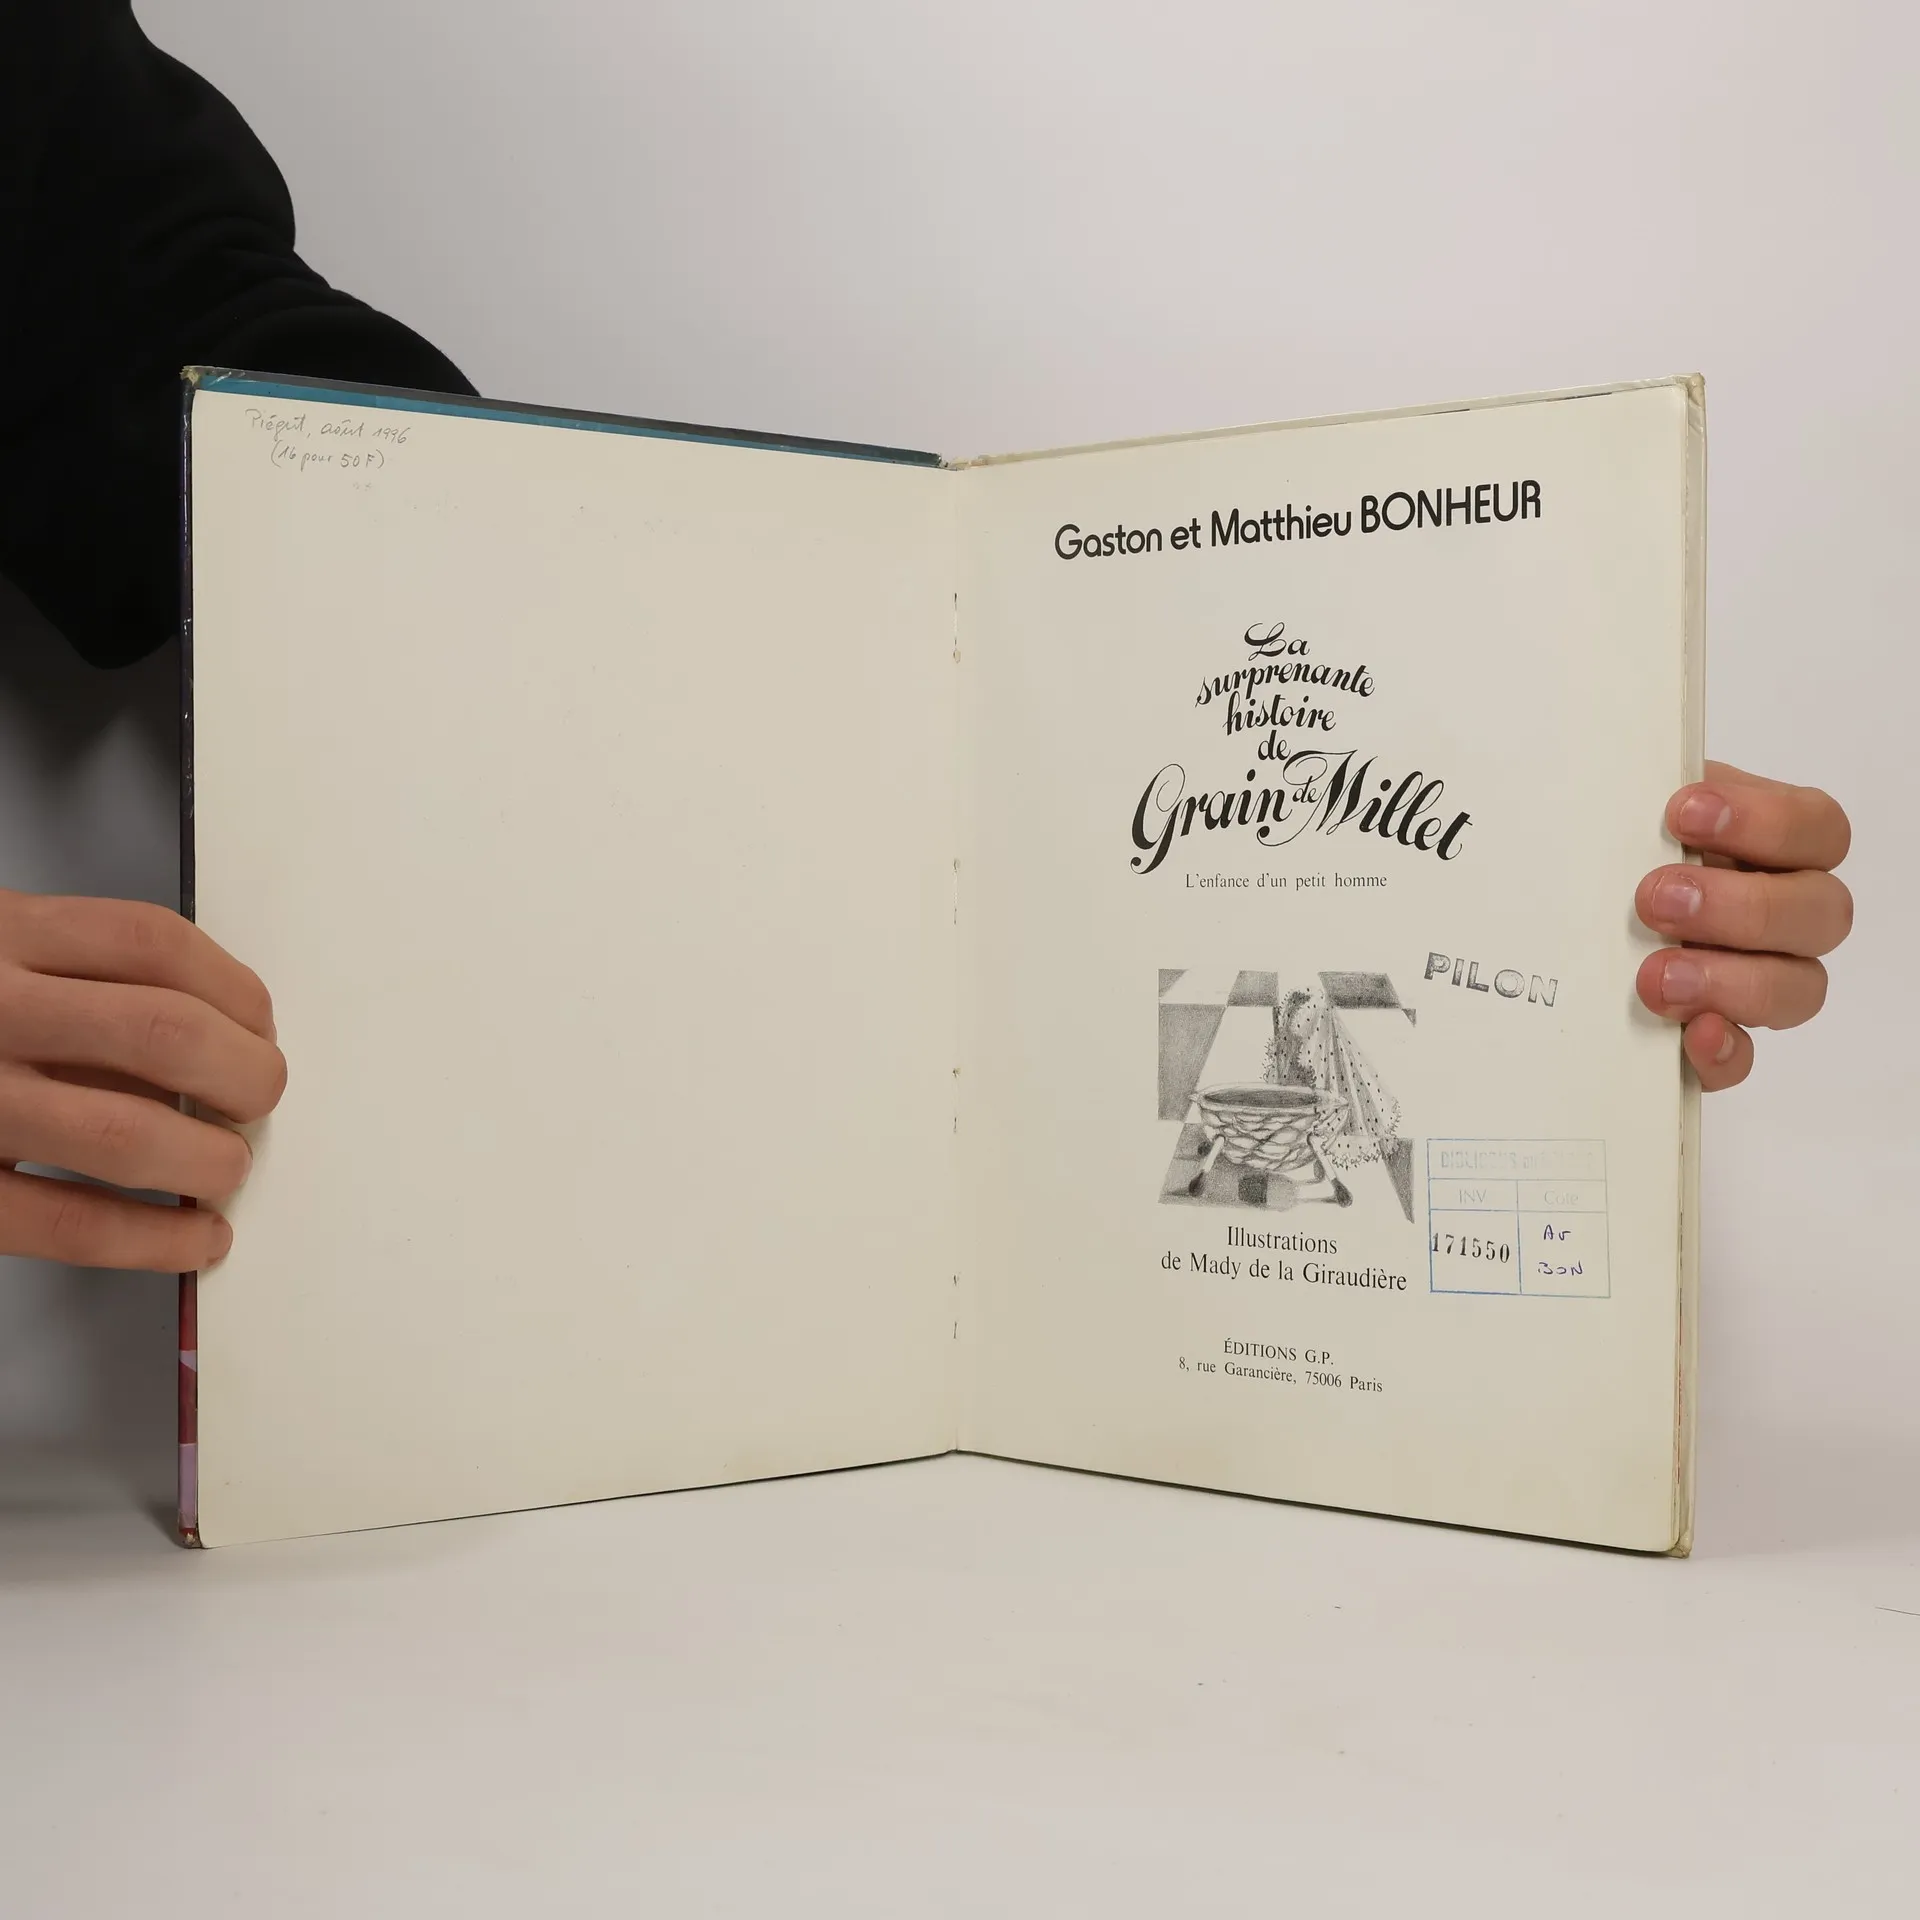 Piégut, août 1996
(16 pour 50 F)
Gaston et Matthieu BONHEUR
La
surprenante
histoire
de
Grain de Millet
L'enfance d'un petit homme
PILON
INV
Cote
171550
BON
Illustrations
de Mady de la Giraudière
ÉDITIONS G.P.
8, rue Garancière, 75006 Paris